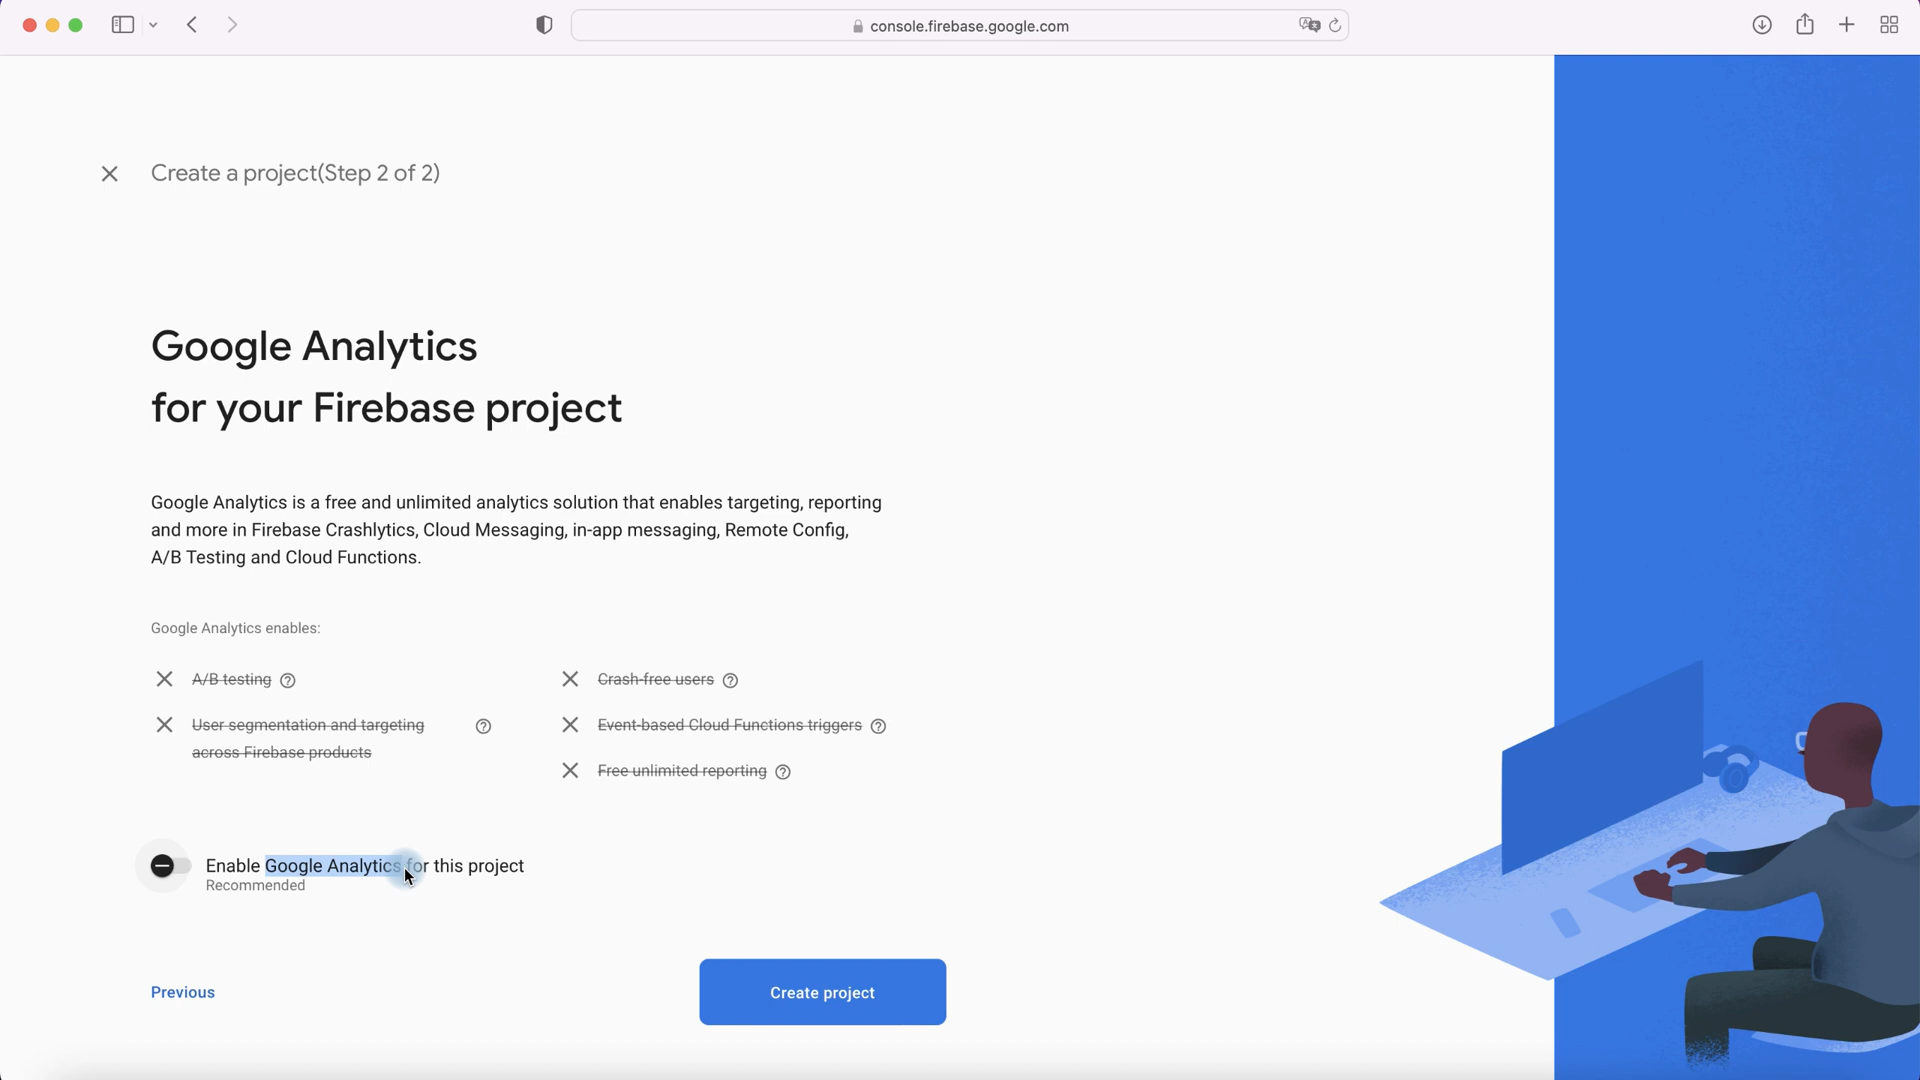 console.firebase.google.com
Create a project(Step 2 of 2)
Google Analytics
for your Firebase project
Google Analytics is a free and unlimited analytics solution that enables targeting, reporting
and more in Firebase Crashlytics, Cloud Messaging, in-app messaging, Remote Config,
A/B Testing and Cloud Functions.
Google Analytics enables:
A/B testing
Crash-free users
User segmentation and targeting
across Firebase products
Event-based Cloud Functions triggers
Free unlimited reporting
Enable Google Analytics for this project
Recommended
Previous
Create project